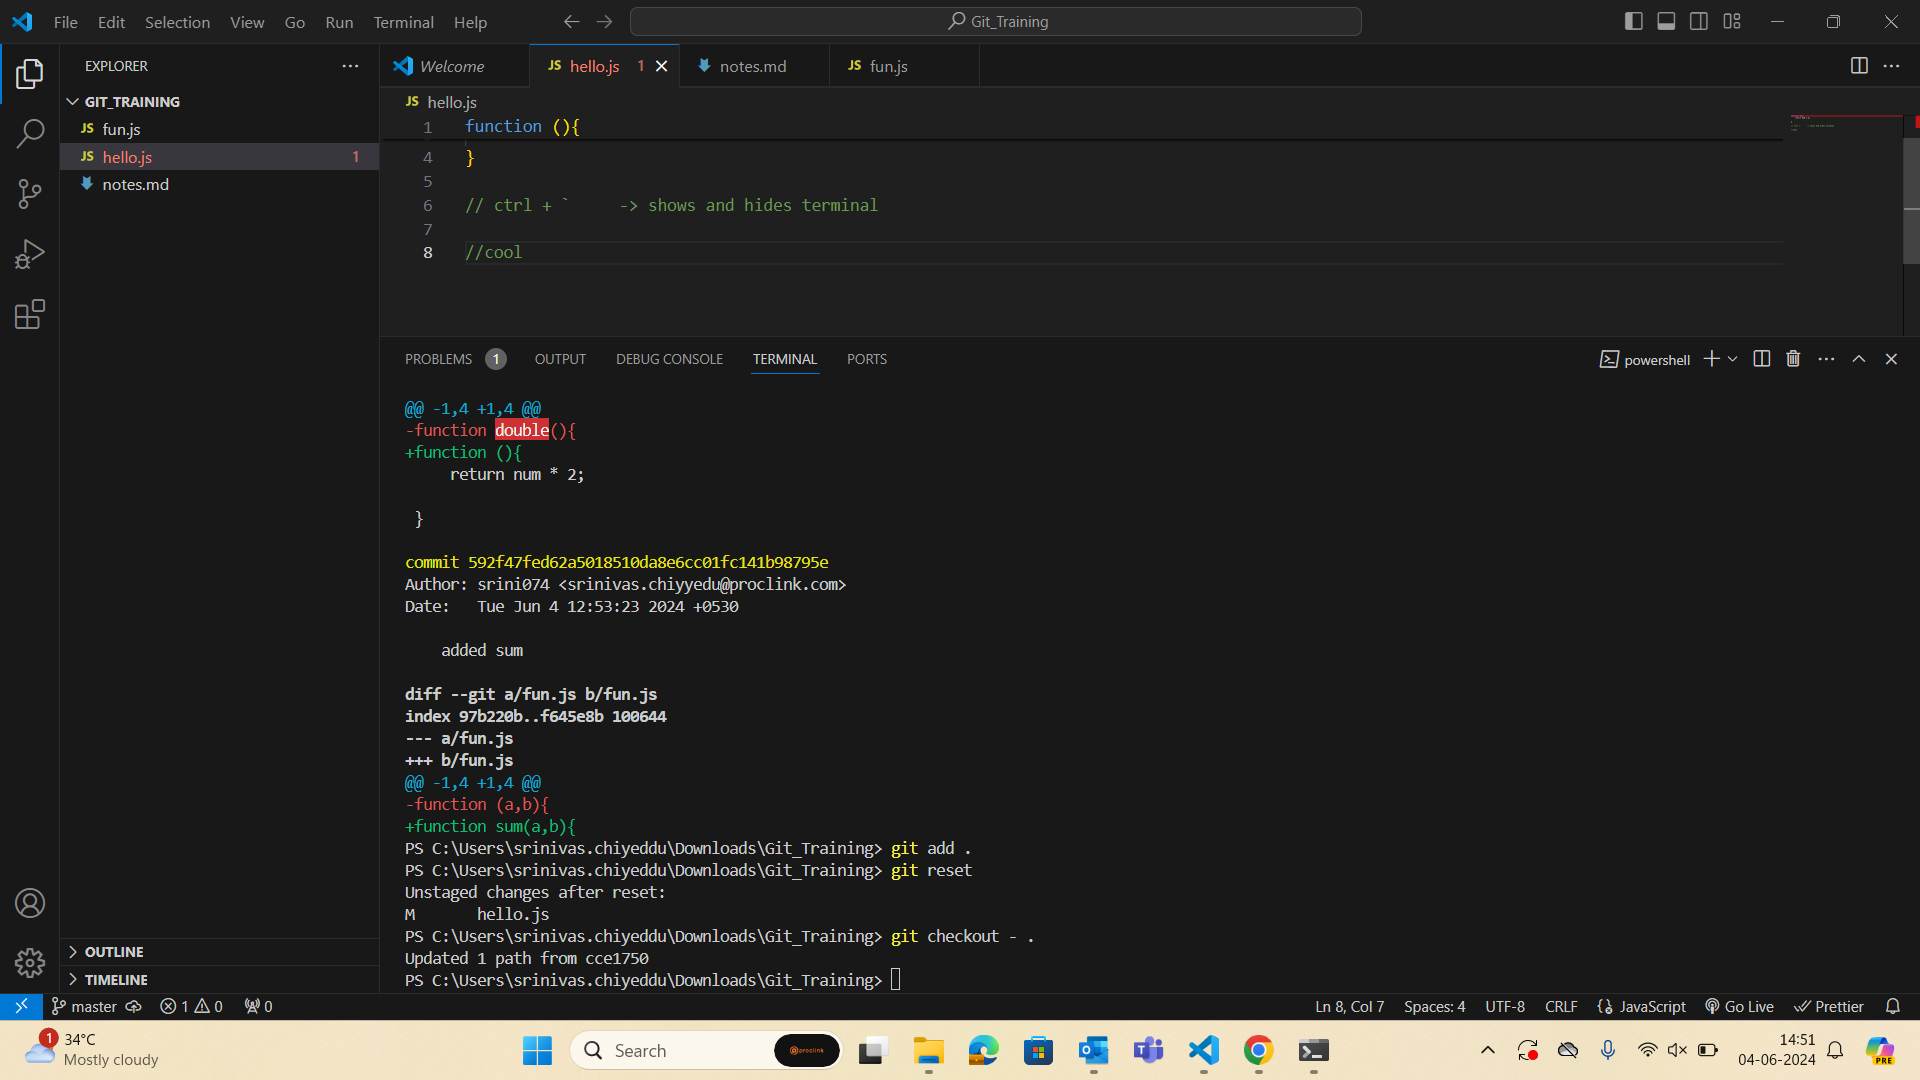 File Edit Selection View Go Run Terminal Help
Git_Training
EXPLORER
GIT_TRAINING
JS fun.js
JS hello.js 1
notes.md
OUTLINE
TIMELINE
Welcome
JS hello.js 1
notes.md
JS fun.js
JS hello.js
1 function (){
4 }
5
6 // ctrl + ` -> shows and hides terminal
7
8 //cool
PROBLEMS 1 OUTPUT DEBUG CONSOLE TERMINAL PORTS
powershell
@@ -1,4 +1,4 @@
-function double(){
+function (){
return num * 2;
}
commit 592f47fed62a5018510da8e6cc01fc141b98795e
Author: srini074 <srinivas.chiyyedu@proclink.com>
Date: Tue Jun 4 12:53:23 2024 +0530
added sum
diff --git a/fun.js b/fun.js
index 97b220b..f645e8b 100644
--- a/fun.js
+++ b/fun.js
@@ -1,4 +1,4 @@
-function (a,b){
+function sum(a,b){
PS C:\Users\srinivas.chiyeddu\Downloads\Git_Training> git add .
PS C:\Users\srinivas.chiyeddu\Downloads\Git_Training> git reset
Unstaged changes after reset:
M hello.js
PS C:\Users\srinivas.chiyeddu\Downloads\Git_Training> git checkout - .
Updated 1 path from cce1750
PS C:\Users\srinivas.chiyeddu\Downloads\Git_Training>
master 1 0 0
Ln 8, Col 7 Spaces: 4 UTF-8 CRLF {} JavaScript Go Live Prettier
1
34°C
Mostly cloudy
Search
proclink
14:51
04-06-2024
PRE